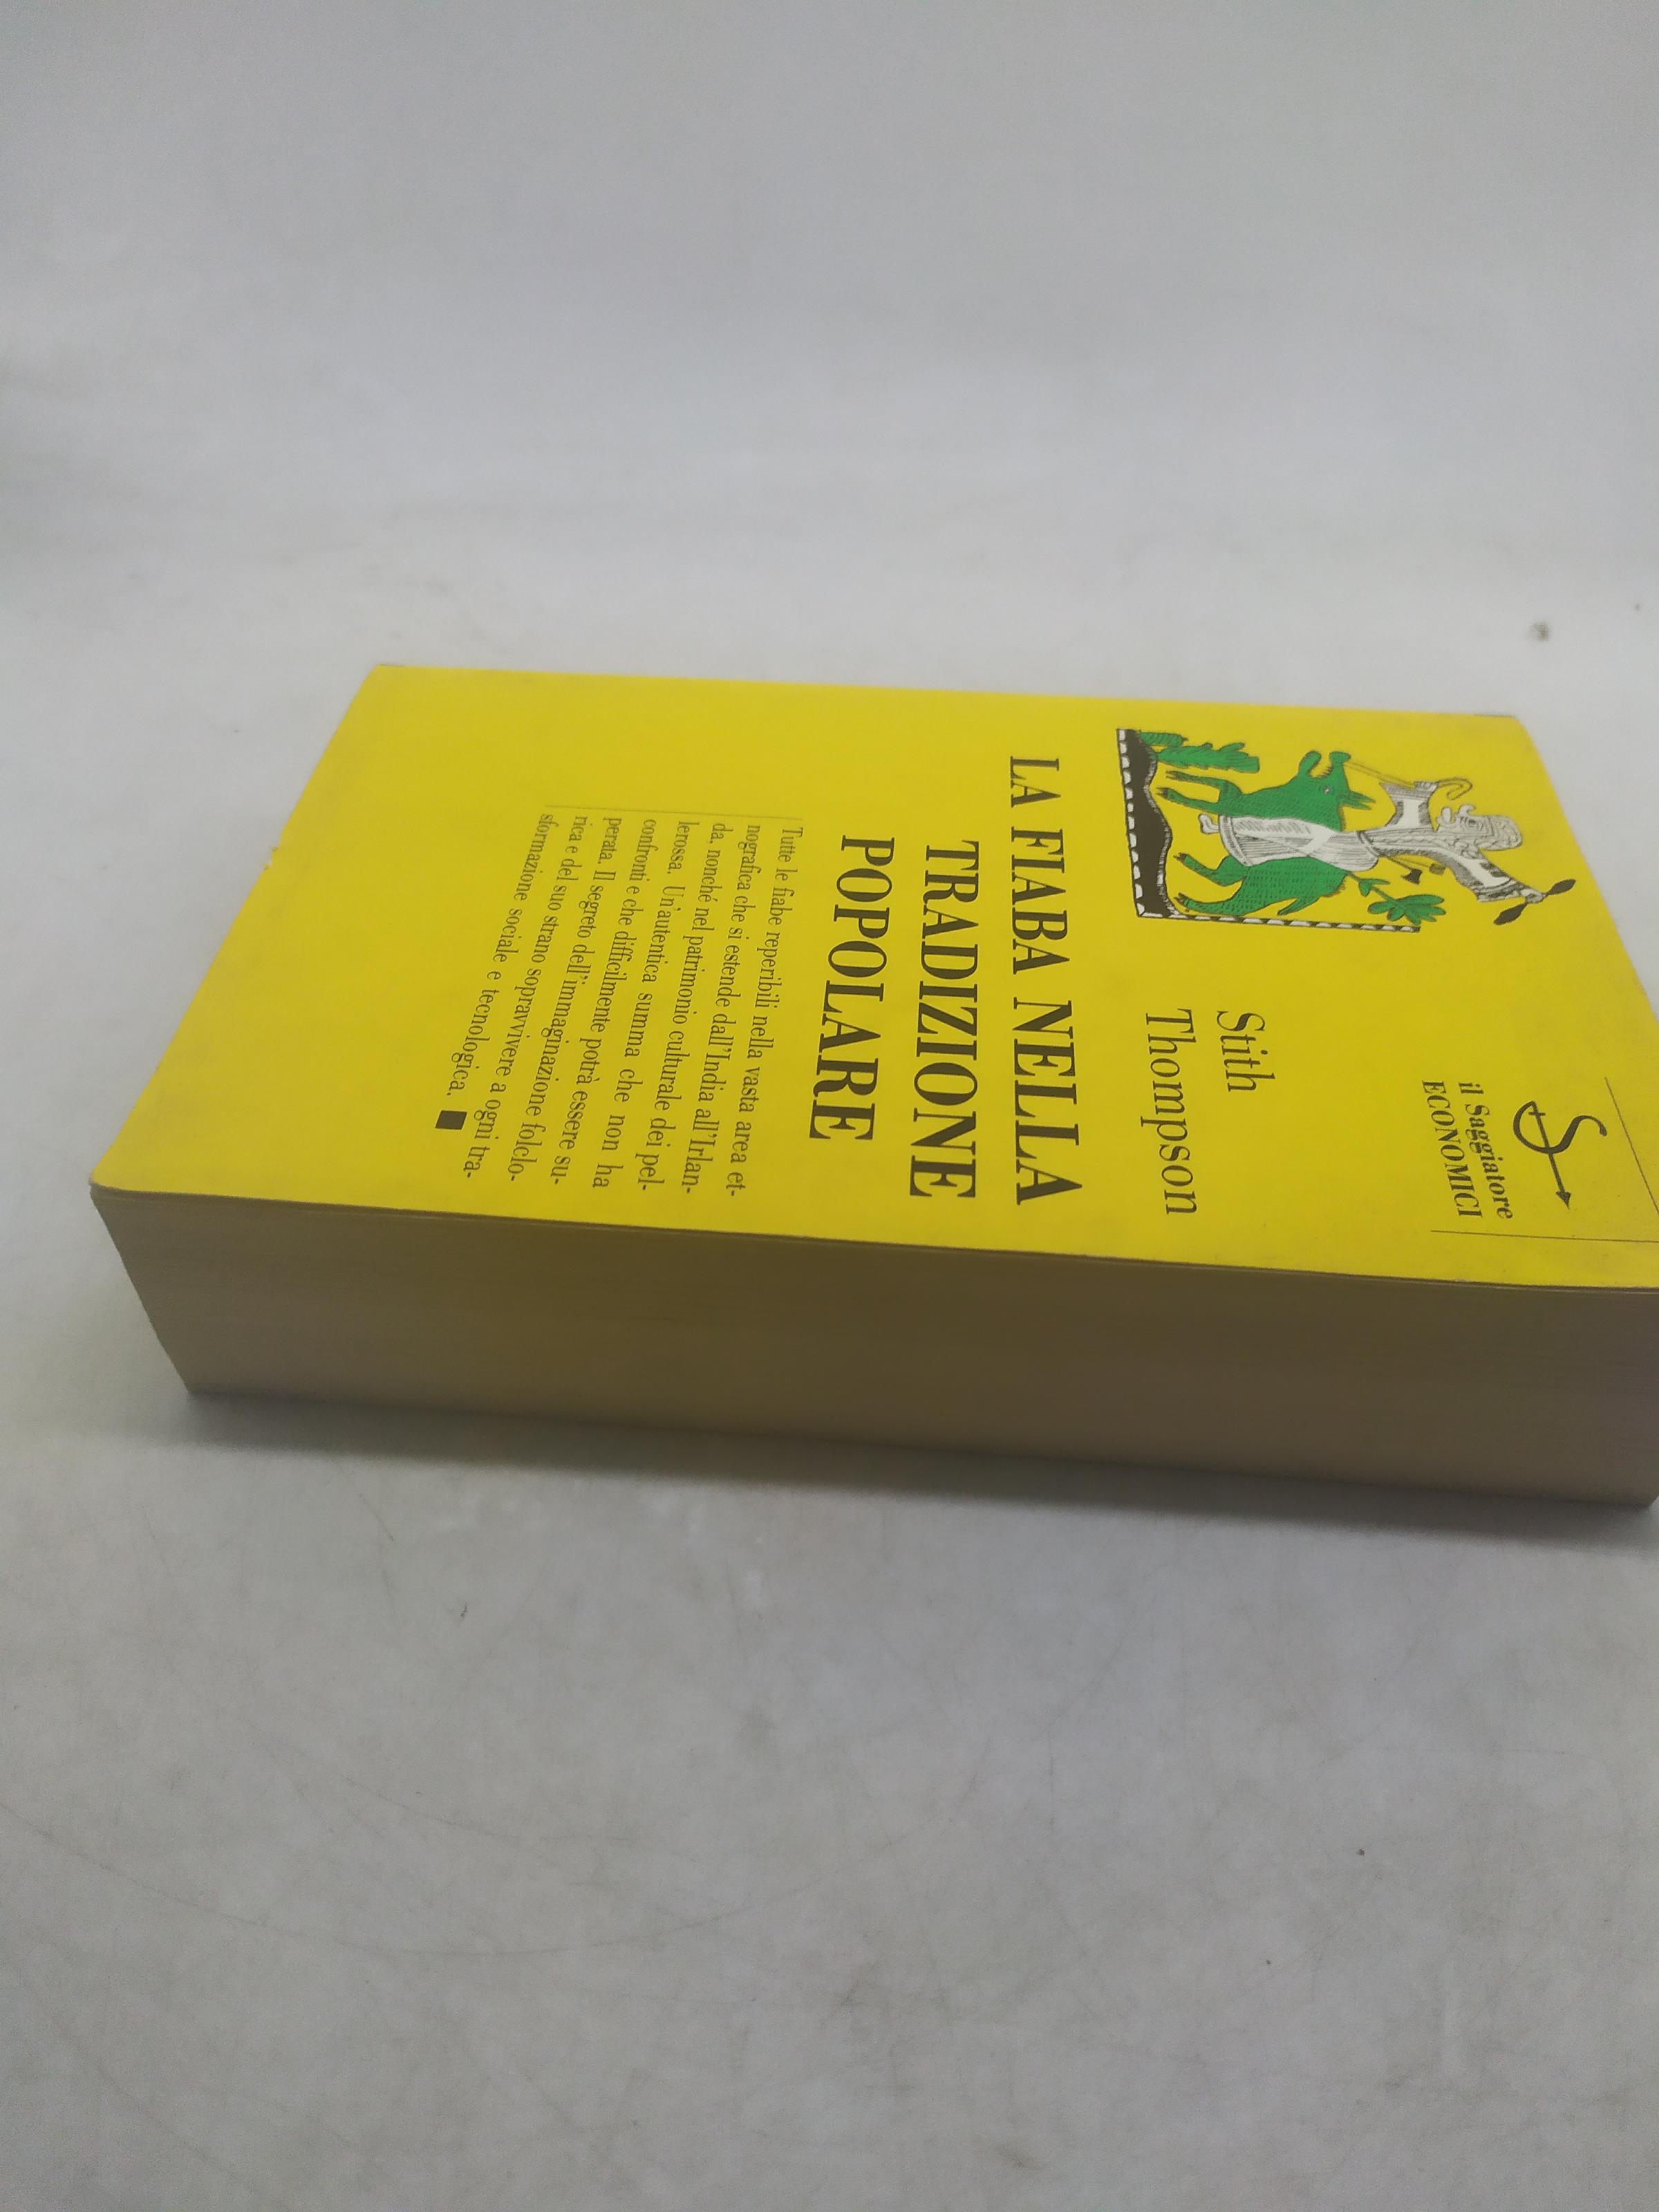 il Saggiatore
ECONOMICI
Stith
Thompson
LA FIABA NELLA
TRADIZIONE
POPOLARE
Tutte le fiabe reperibili nella vasta area et-
nografica che si estende dall'India all'Irlan-
da, nonché nel patrimonio culturale dei pel-
lerossa. Un'autentica summa che non ha
confronti e che difficilmente potrà essere su-
perata. Il segreto dell'immaginazione folclo-
rica e del suo strano sopravvivere a ogni tra-
sformazione sociale e tecnologica. ■